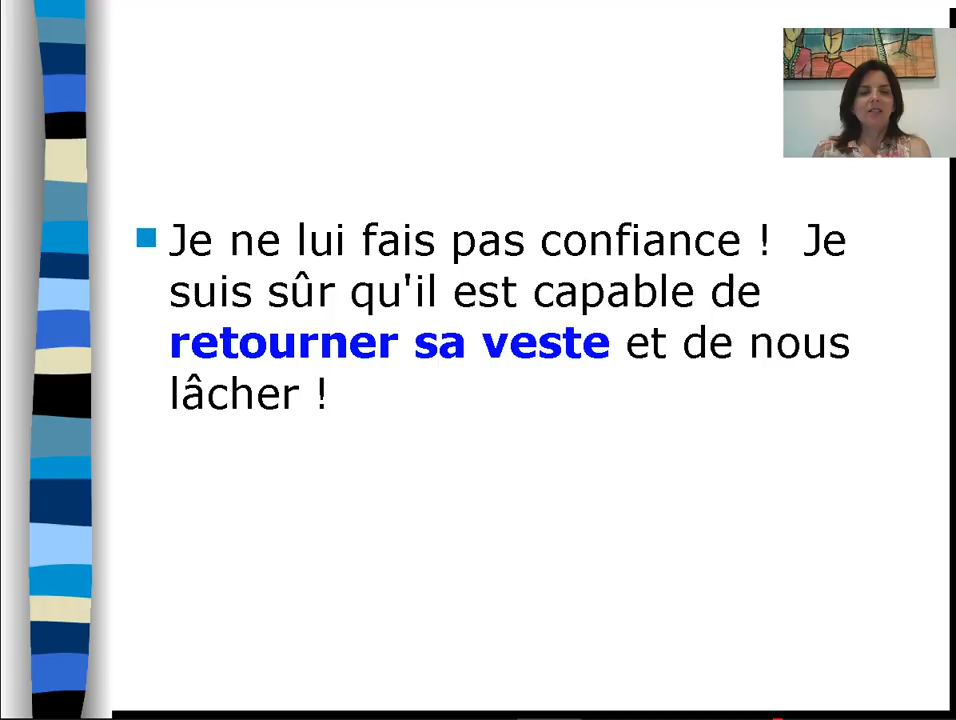 Je ne lui fais pas confiance !  Je
suis sûr qu'il est capable de
retourner sa veste et de nous
lâcher !